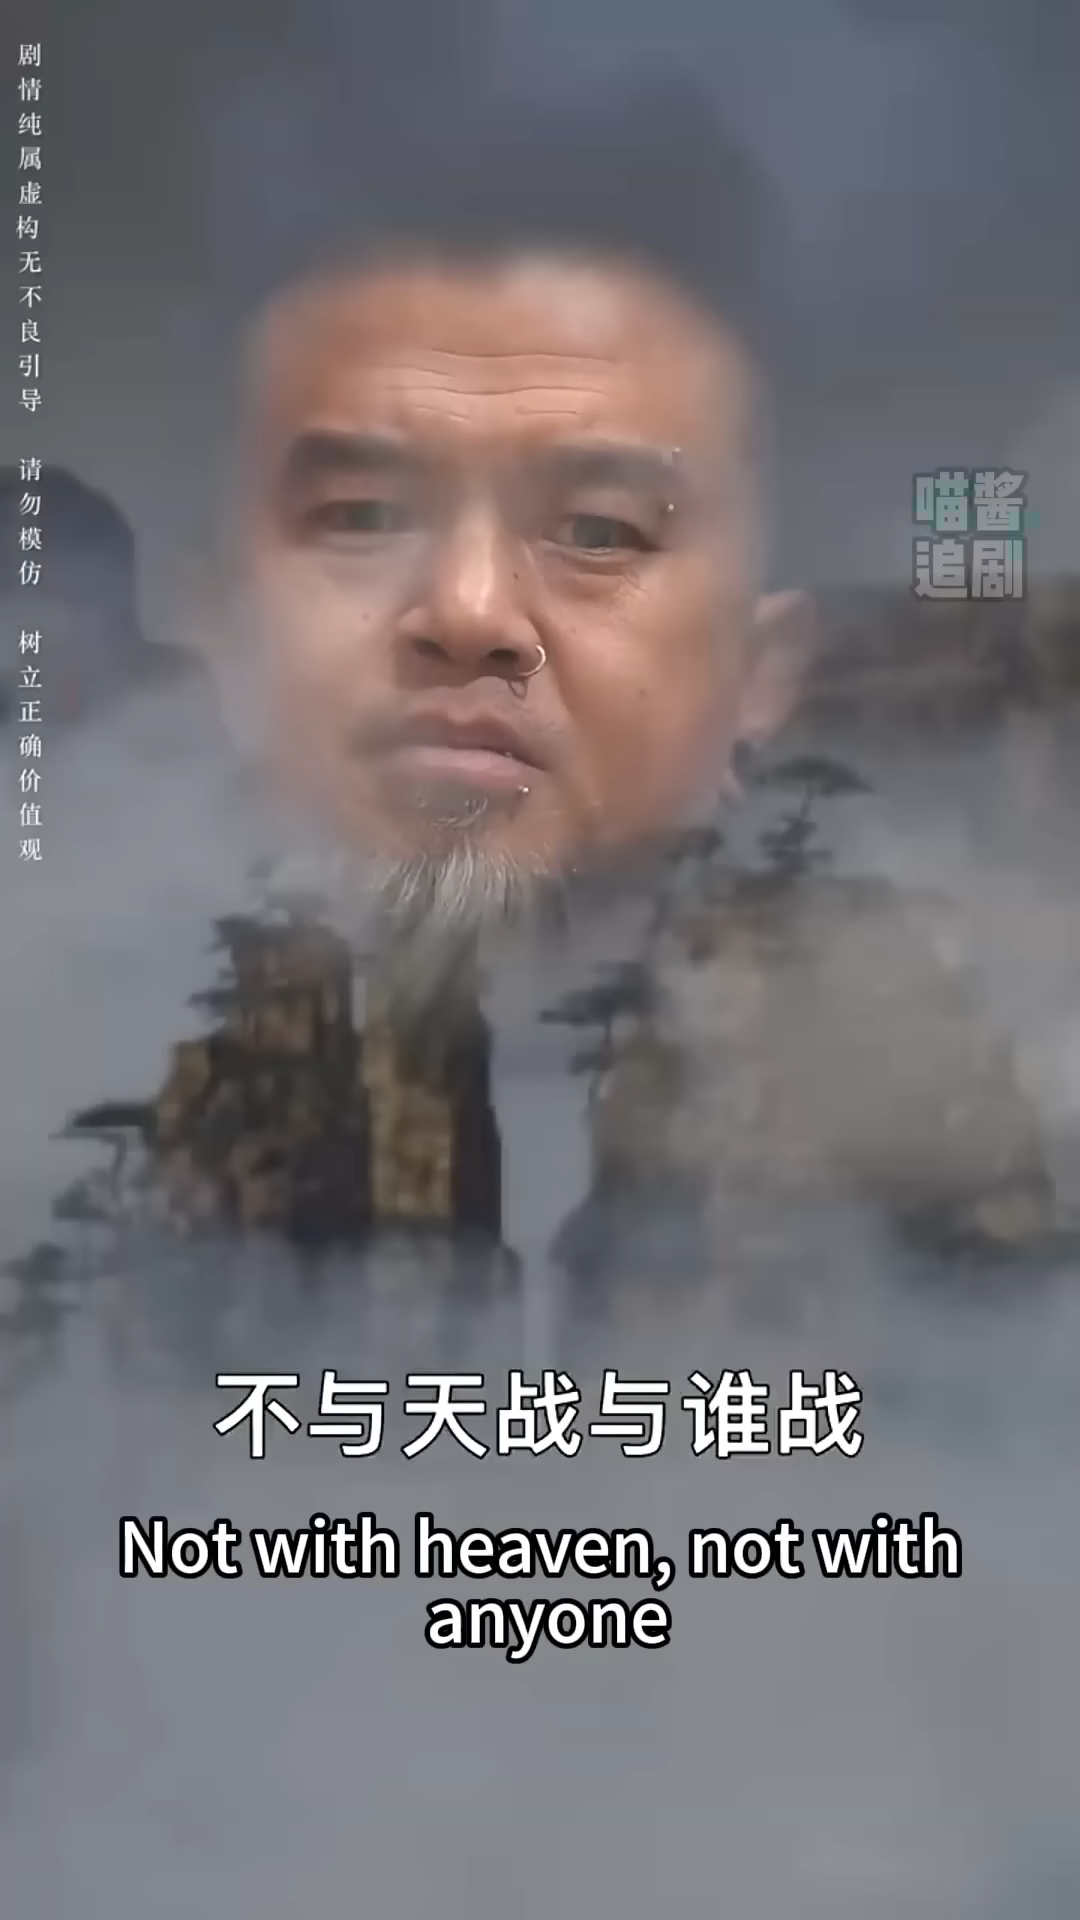 剧情纯属虚构无不良引导 请勿模仿 树立正确价值观
喵酱
追剧
不与天战与谁战
Not with heaven, not with
anyone